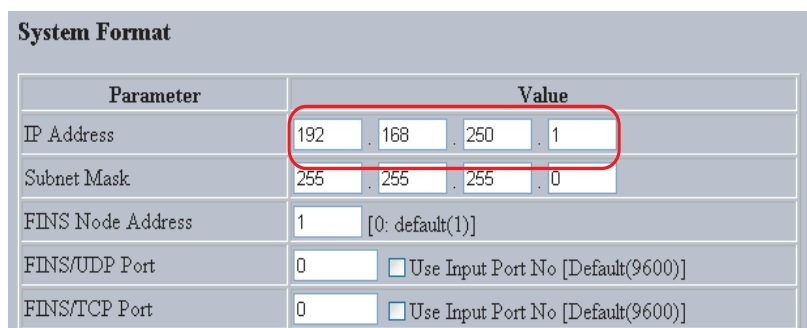 System Format
Parameter Value
IP Address 192 . 168 . 250 . 1
Subnet Mask 255 . 255 . 255 . 0
FINS Node Address 1 [0: default(1)]
FINS/UDP Port 0 Use Input Port No [Default(9600)]
FINS/TCP Port 0 Use Input Port No [Default(9600)]